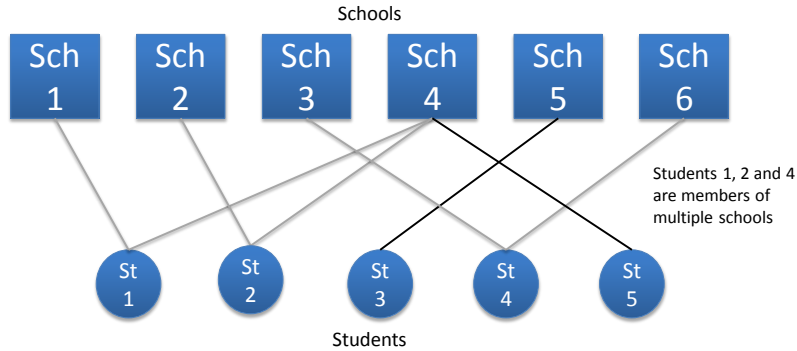 Schools
Sch
1
Sch
2
Sch
3
Sch
4
Sch
5
Sch
6
Students 1, 2 and 4
are members of
multiple schools
St
1
St
2
St
3
St
4
St
5
Students